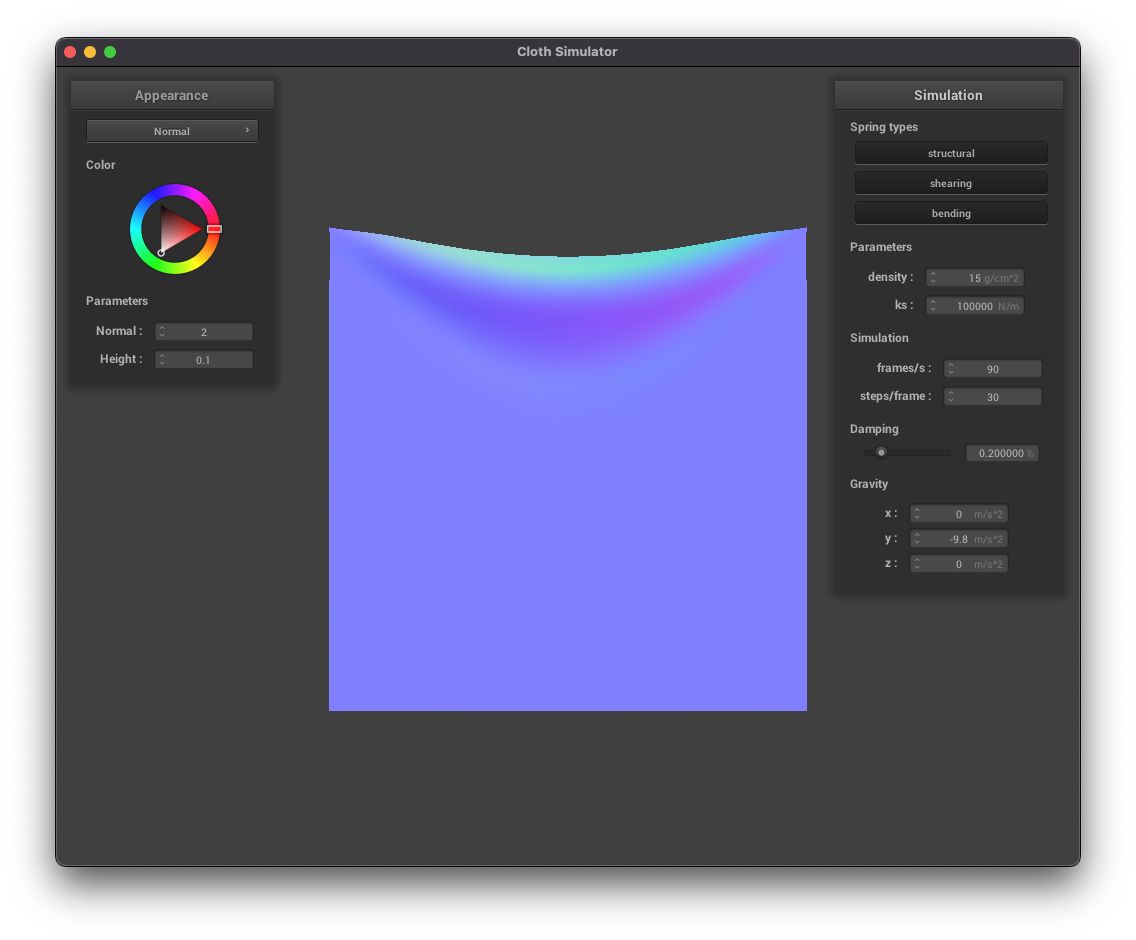 Cloth Simulator
Appearance
Normal
Color
Parameters
Normal : 2
Height : 0.1
Simulation
Spring types
structural
shearing
bending
Parameters
density : 15 g/cm^2
ks : 100000 N/m
Simulation
frames/s : 90
steps/frame : 30
Damping
0.200000 %
Gravity
x : 0 m/s^2
y : -9.8 m/s^2
z : 0 m/s^2